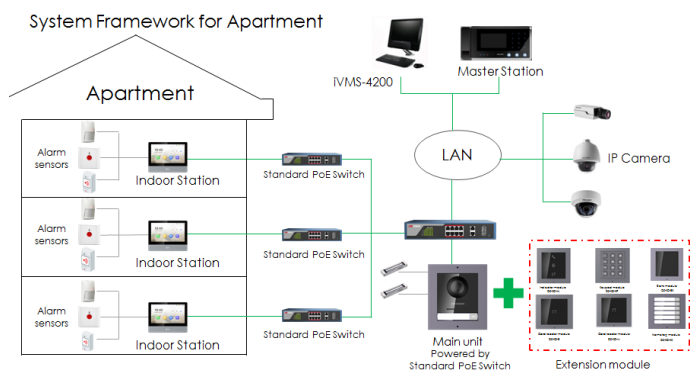 System Framework for Apartment
iVMS-4200
Master Station
Apartment
LAN
IP Camera
Alarm
sensors
Indoor Station
Standard PoE Switch
Alarm
sensors
Indoor Station
Standard PoE Switch
Alarm
sensors
Indoor Station
Standard PoE Switch
Main unit
Powered by
Standard PoE Switch
Extension module